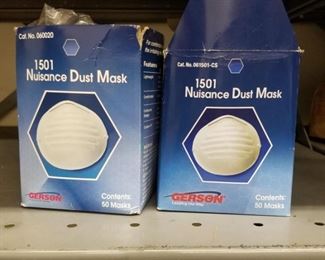 Cat. No. 060020
1501
Nuisance Dust Mask
GERSON
Contents:
50 Masks
Features
Cat. No. 061501-CS
1501
Nuisance Dust Mask
GERSON
Contents:
50 Masks